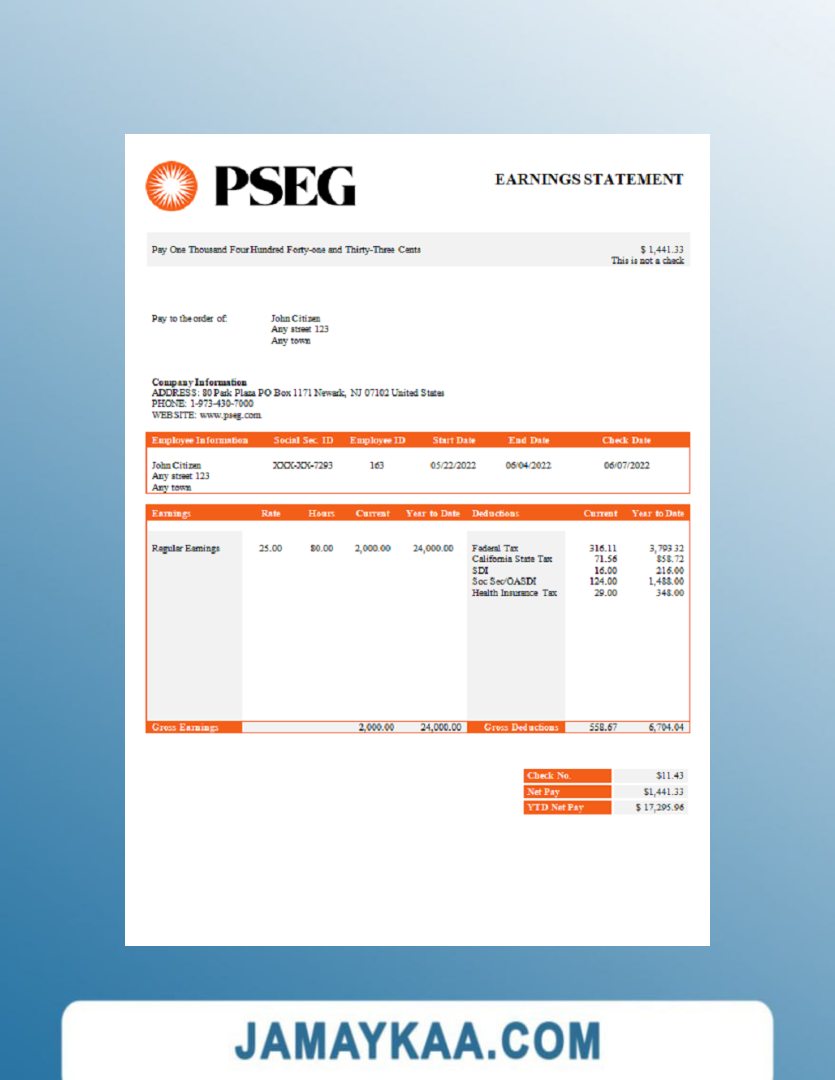 PSEG
EARNINGS STATEMENT
Pay One Thousand Four Hundred Forty-one and Thirty-Three Cents $ 1,441.33
This is not a check
Pay to the order of: John Citizen
Any street 123
Any town
Company Information
ADDRESS: 80 Park Plaza PO Box 1171 Newark, NJ 07102 United States
PHONE: 1-973-430-7000
WEBSITE: www.pseg.com
Employee Information Social Sec. ID Employee ID Start Date End Date Check Date
John Citizen XXX-XX-7293 163 05/22/2022 06/04/2022 06/07/2022
Any street 123
Any town
Earnings Rate Hours Current Year to Date Deductions Current Year to Date
Regular Earnings 25.00 80.00 2,000.00 24,000.00 Federal Tax 316.11 3,793.32
California State Tax 71.56 858.72
SDI 16.00 216.00
Soc Sec/OASDI 124.00 1,488.00
Health Insurance Tax 29.00 348.00
Gross Earnings 2,000.00 24,000.00 Gross Deductions 558.67 6,704.04
Check No. $11.43
Net Pay $1,441.33
YTD Net Pay $ 17,295.96
JAMAYKAA.COM